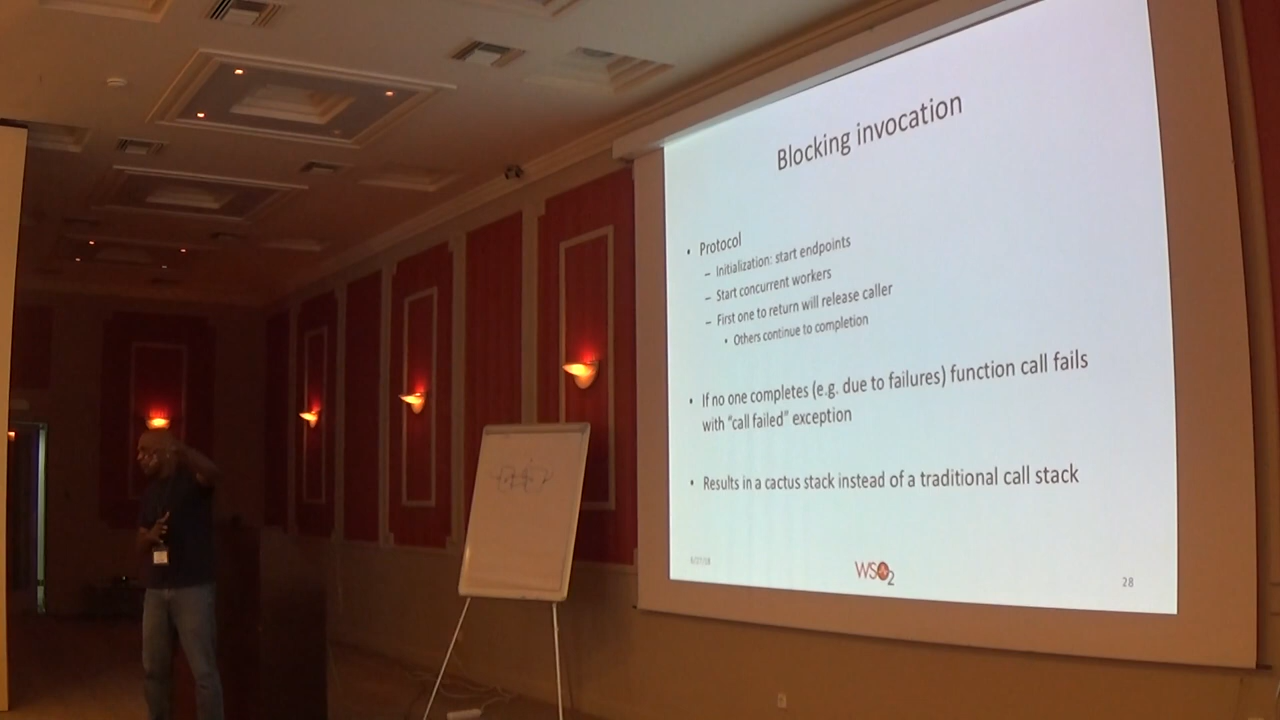 Blocking invocation
• Protocol
– Initialization: start endpoints
– Start concurrent workers
– First one to return will release caller
• Others continue to completion
• If no one completes (e.g. due to failures) function call fails
with “call failed” exception
• Results in a cactus stack instead of a traditional call stack
WSO2
28